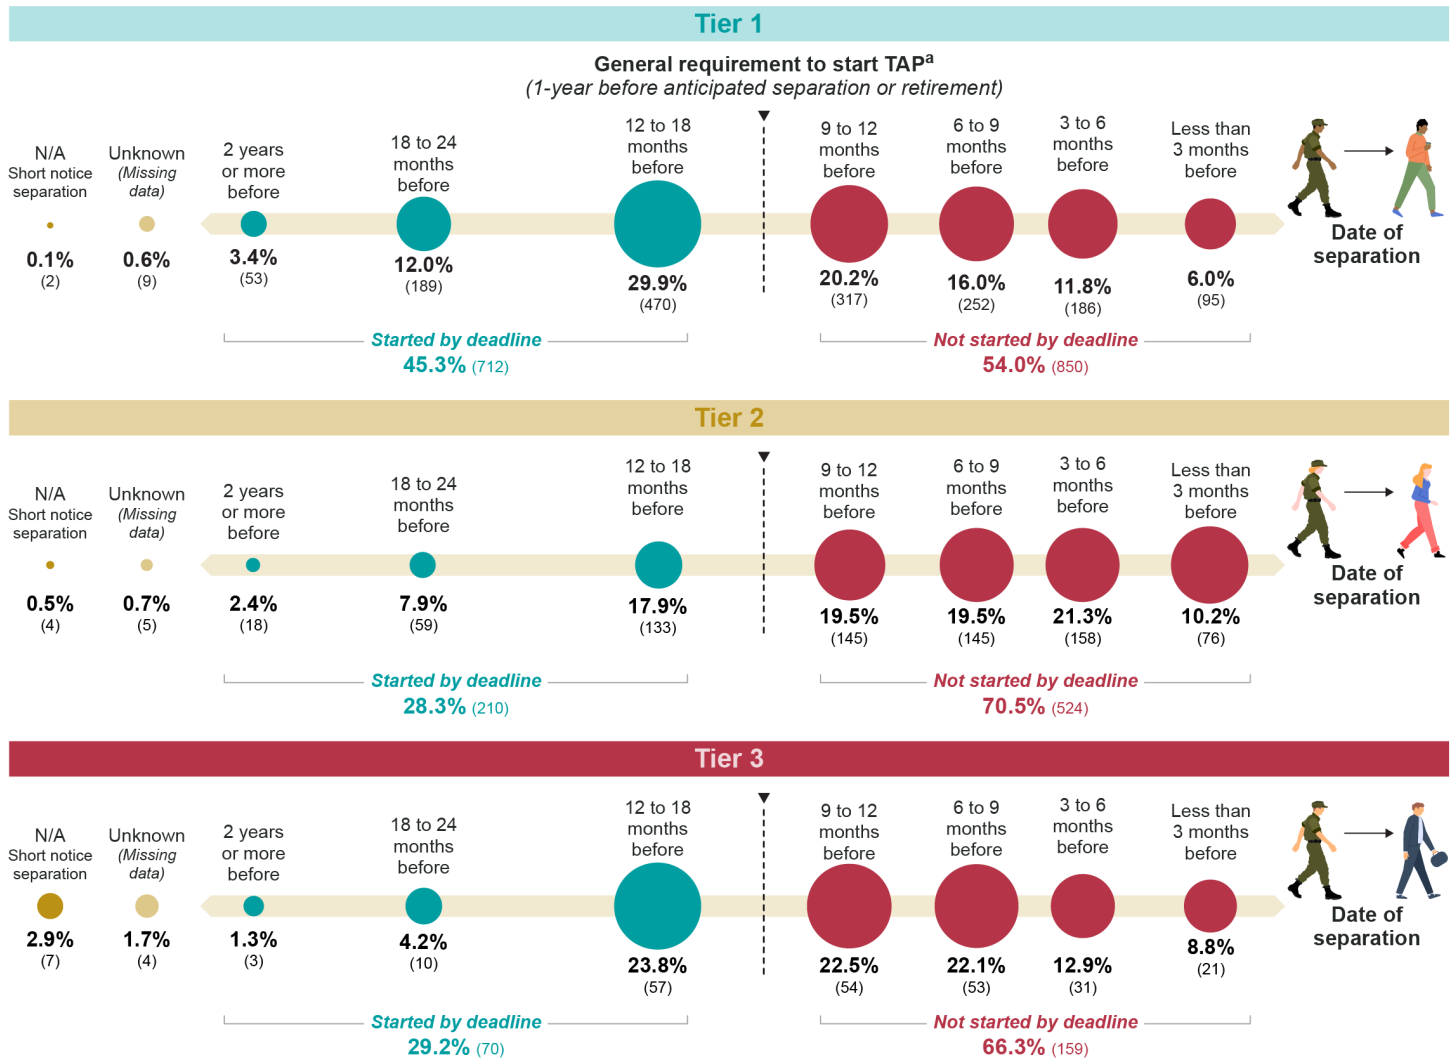 Tier 1
General requirement to start TAPa
(1-year before anticipated separation or retirement)
N/A
Short notice
separation
0.1%
(2)
Unknown
(Missing
data)
0.6%
(9)
2 years
or more
before
3.4%
(53)
18 to 24
months
before
12.0%
(189)
12 to 18
months
before
29.9%
(470)
9 to 12
months
before
20.2%
(317)
6 to 9
months
before
16.0%
(252)
3 to 6
months
before
11.8%
(186)
Less than
3 months
before
6.0%
(95)
Date of
separation
Started by deadline
45.3% (712)
Not started by deadline
54.0% (850)
Tier 2
N/A
Short notice
separation
0.5%
(4)
Unknown
(Missing
data)
0.7%
(5)
2 years
or more
before
2.4%
(18)
18 to 24
months
before
7.9%
(59)
12 to 18
months
before
17.9%
(133)
9 to 12
months
before
19.5%
(145)
6 to 9
months
before
19.5%
(145)
3 to 6
months
before
21.3%
(158)
Less than
3 months
before
10.2%
(76)
Date of
separation
Started by deadline
28.3% (210)
Not started by deadline
70.5% (524)
Tier 3
N/A
Short notice
separation
2.9%
(7)
Unknown
(Missing
data)
1.7%
(4)
2 years
or more
before
1.3%
(3)
18 to 24
months
before
4.2%
(10)
12 to 18
months
before
23.8%
(57)
9 to 12
months
before
22.5%
(54)
6 to 9
months
before
22.1%
(53)
3 to 6
months
before
12.9%
(31)
Less than
3 months
before
8.8%
(21)
Date of
separation
Started by deadline
29.2% (70)
Not started by deadline
66.3% (159)